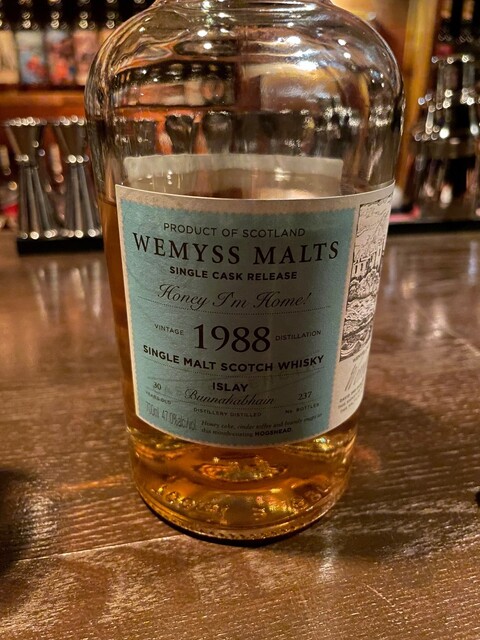 PRODUCT OF SCOTLAND
WEMYSS MALTS
SINGLE CASK RELEASE
Honey I'm Home!
VINTAGE 1988 DISTILLATION
SINGLE MALT SCOTCH WHISKY
ISLAY
30 Bunnahabhain 237
DISTILLERY DISTILLED No. BOTTLES
HOGSHEAD